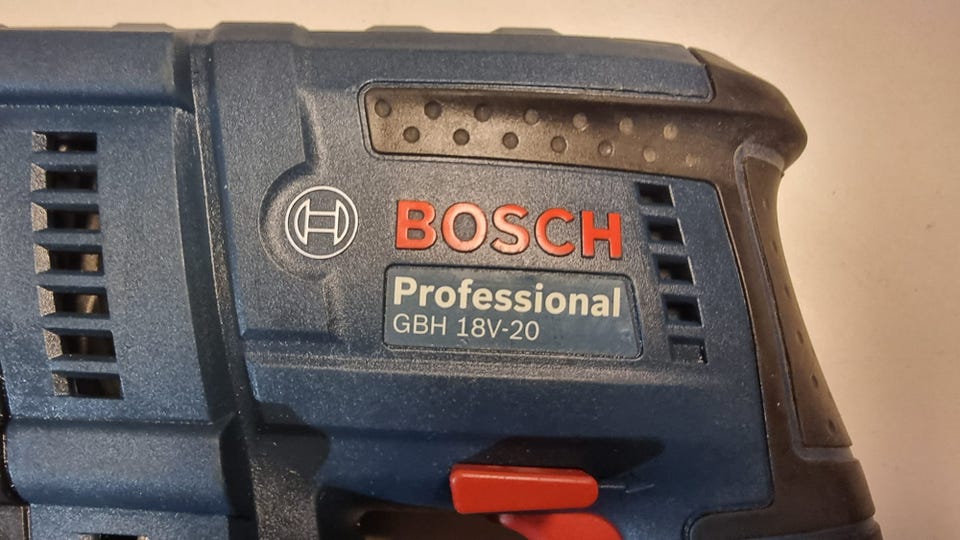 BOSCH
Professional
GBH 18V-20